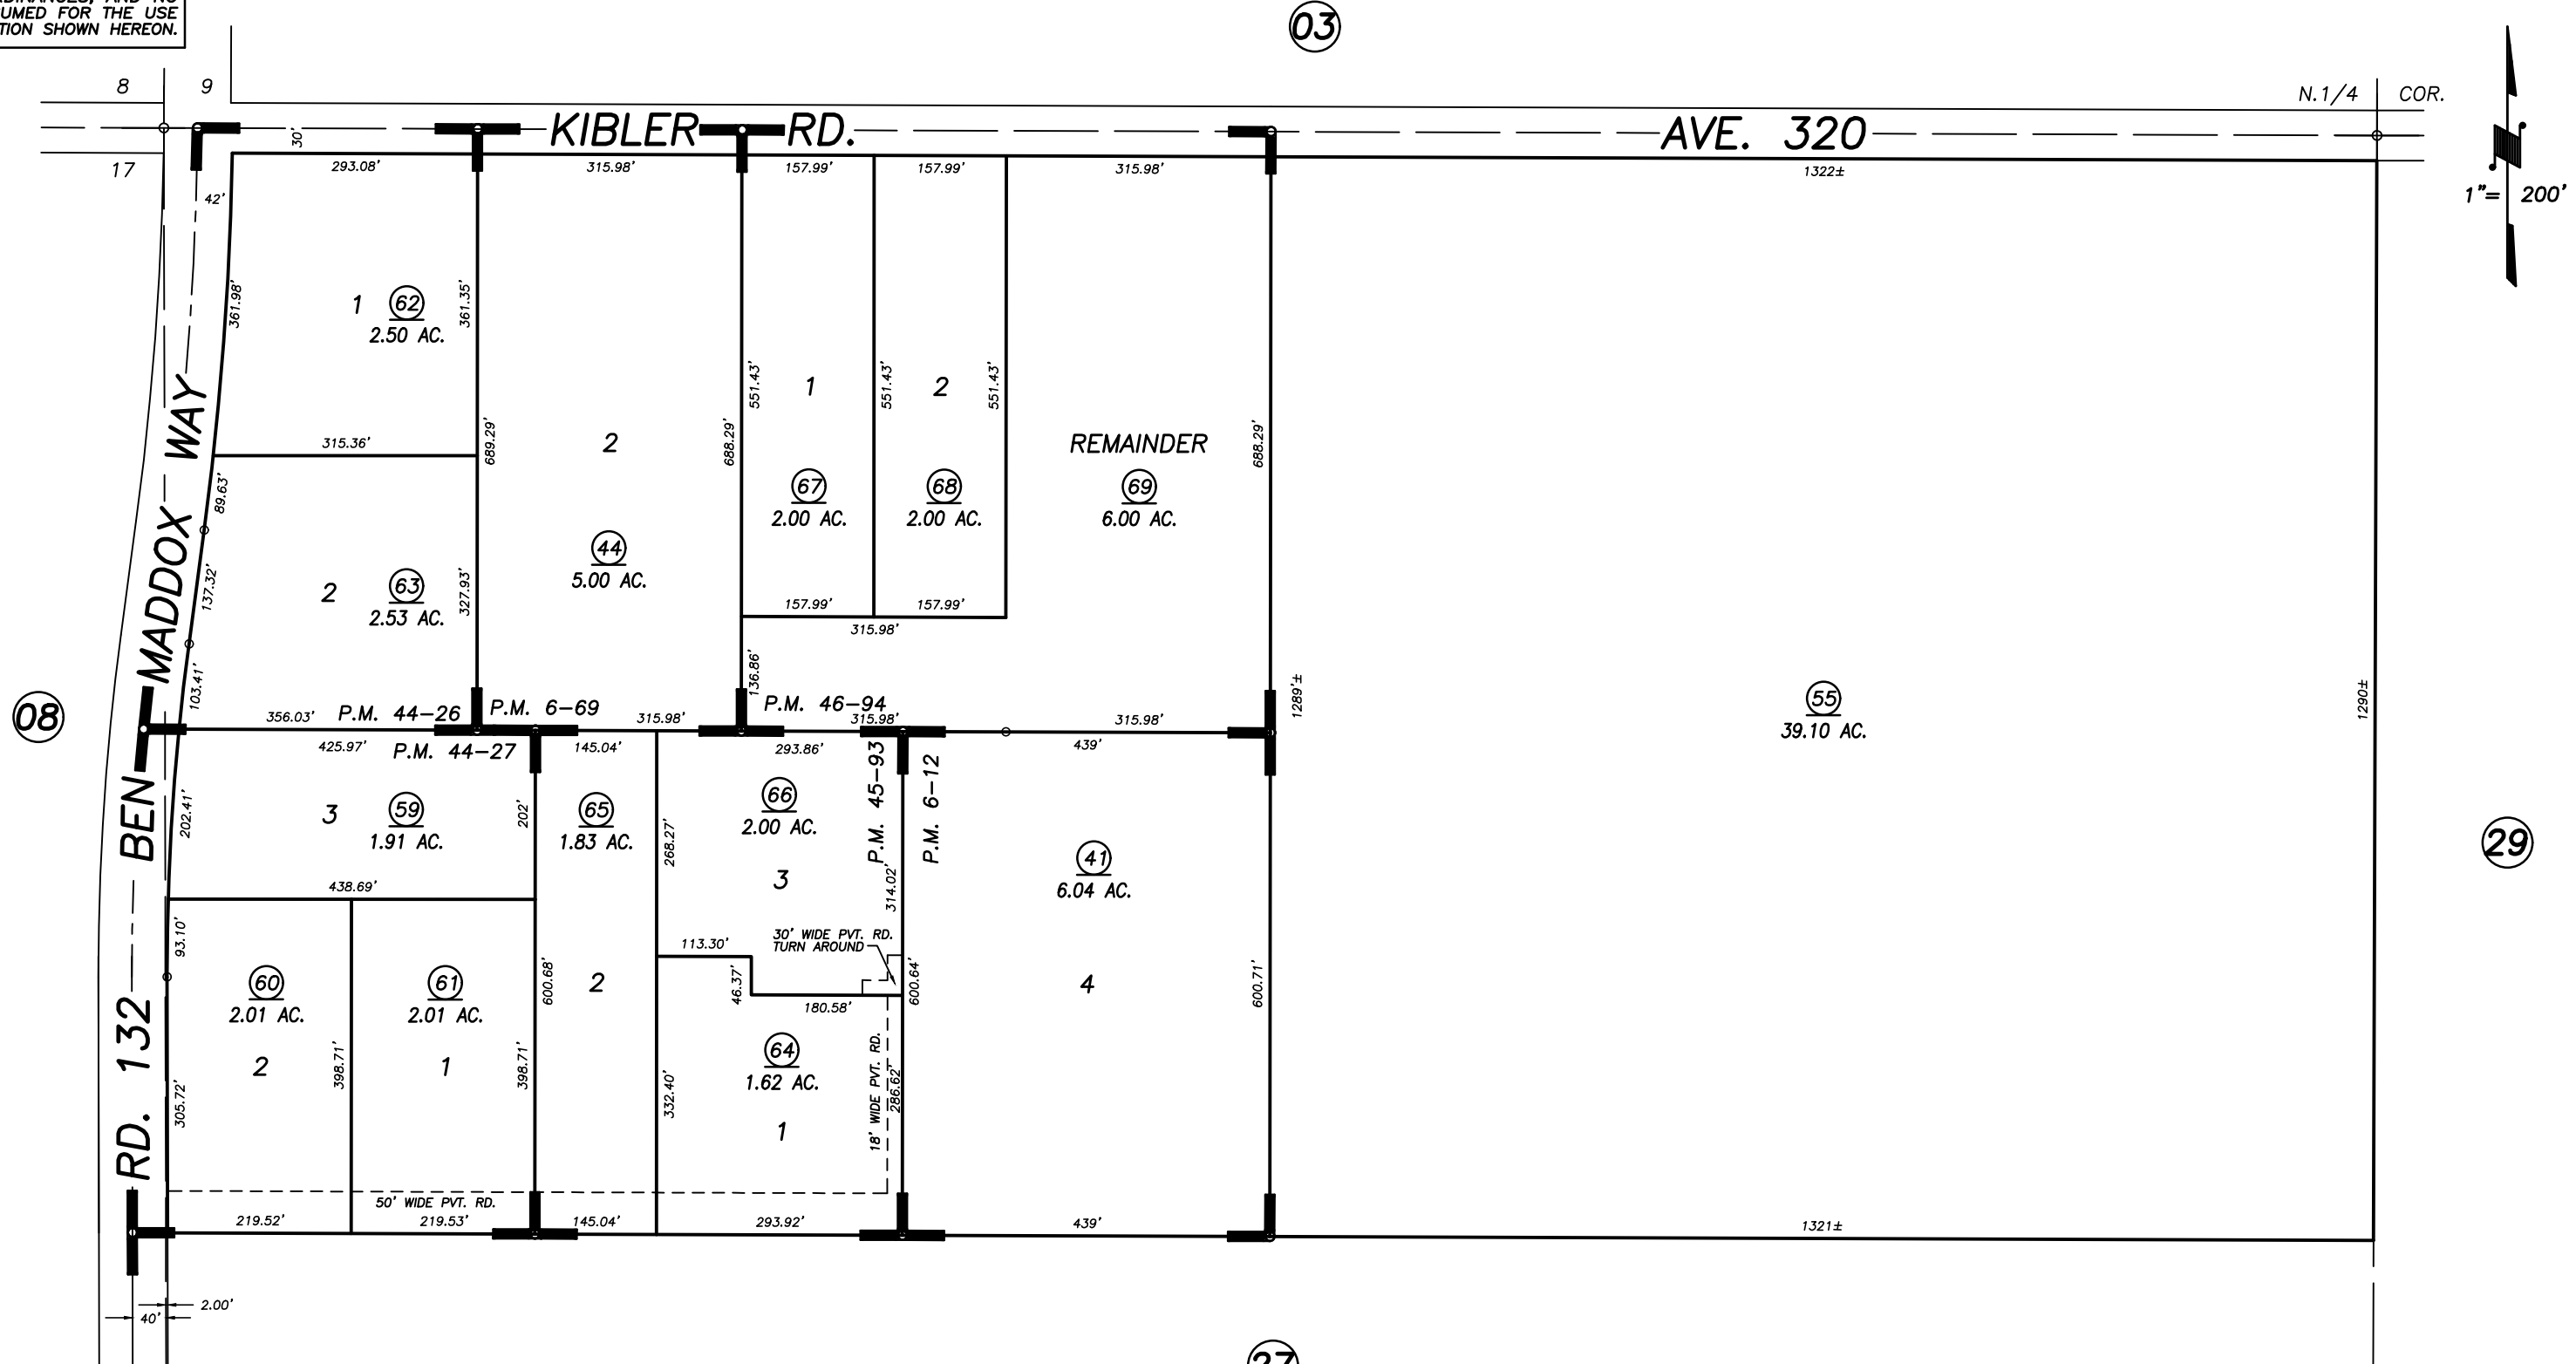 UMED FOR THE USE
TION SHOWN HEREON.
03
8 9
N.1/4 COR.
KIBLER RD. AVE. 320
17
30'
293.08' 315.98' 157.99' 157.99' 315.98' 1322±
1"= 200'
42'
361.98'
1 62
2.50 AC.
361.35'
315.36'
689.29'
2
44
5.00 AC.
688.29'
551.43'
1
67
2.00 AC.
551.43'
2
68
2.00 AC.
551.43'
REMAINDER
69
6.00 AC.
688.29'
89.63'
137.32'
103.41'
2 63
2.53 AC.
327.93'
157.99' 157.99'
315.98'
136.86'
1289'±
55
39.10 AC.
1290±
08
356.03' P.M. 44-26 P.M. 6-69 315.98' P.M. 46-94 315.98' 315.98'
425.97' P.M. 44-27 145.04' 293.86' 439'
202.41'
3 59
1.91 AC.
202'
65
1.83 AC.
268.27'
66
2.00 AC.
3
P.M. 45-93
P.M. 6-12
314.02'
41
6.04 AC.
29
438.69'
93.10'
113.30'
46.37'
30' WIDE PVT. RD.
TURN AROUND
180.58'
60
2.01 AC.
2
398.71'
61
2.01 AC.
1
398.71'
600.68'
2
600.64'
4
600.71'
305.72'
332.40'
64
1.62 AC.
1
18' WIDE PVT. RD.
286.62'
RD. 132 BEN MADDOX WAY
50' WIDE PVT. RD.
219.52' 219.53' 145.04' 293.92' 439' 1321±
2.00'
40'
27